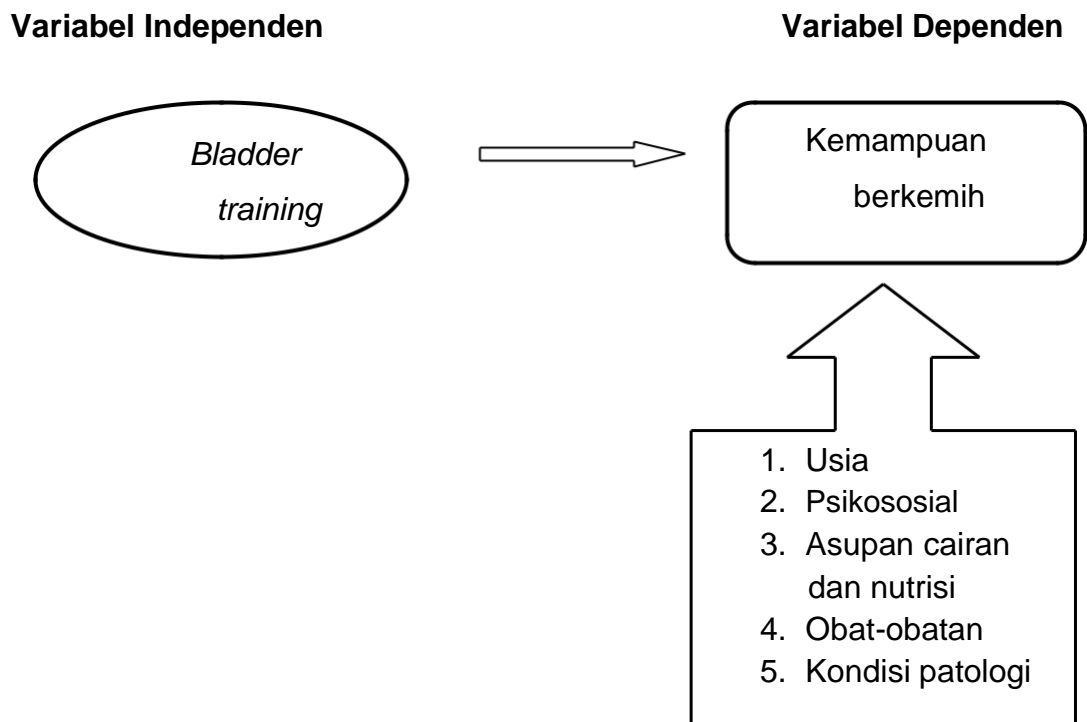 Variabel Independen
Variabel Dependen
Bladder
training
Kemampuan
berkemih
1. Usia
2. Psikososial
3. Asupan cairan
dan nutrisi
4. Obat-obatan
5. Kondisi patologi